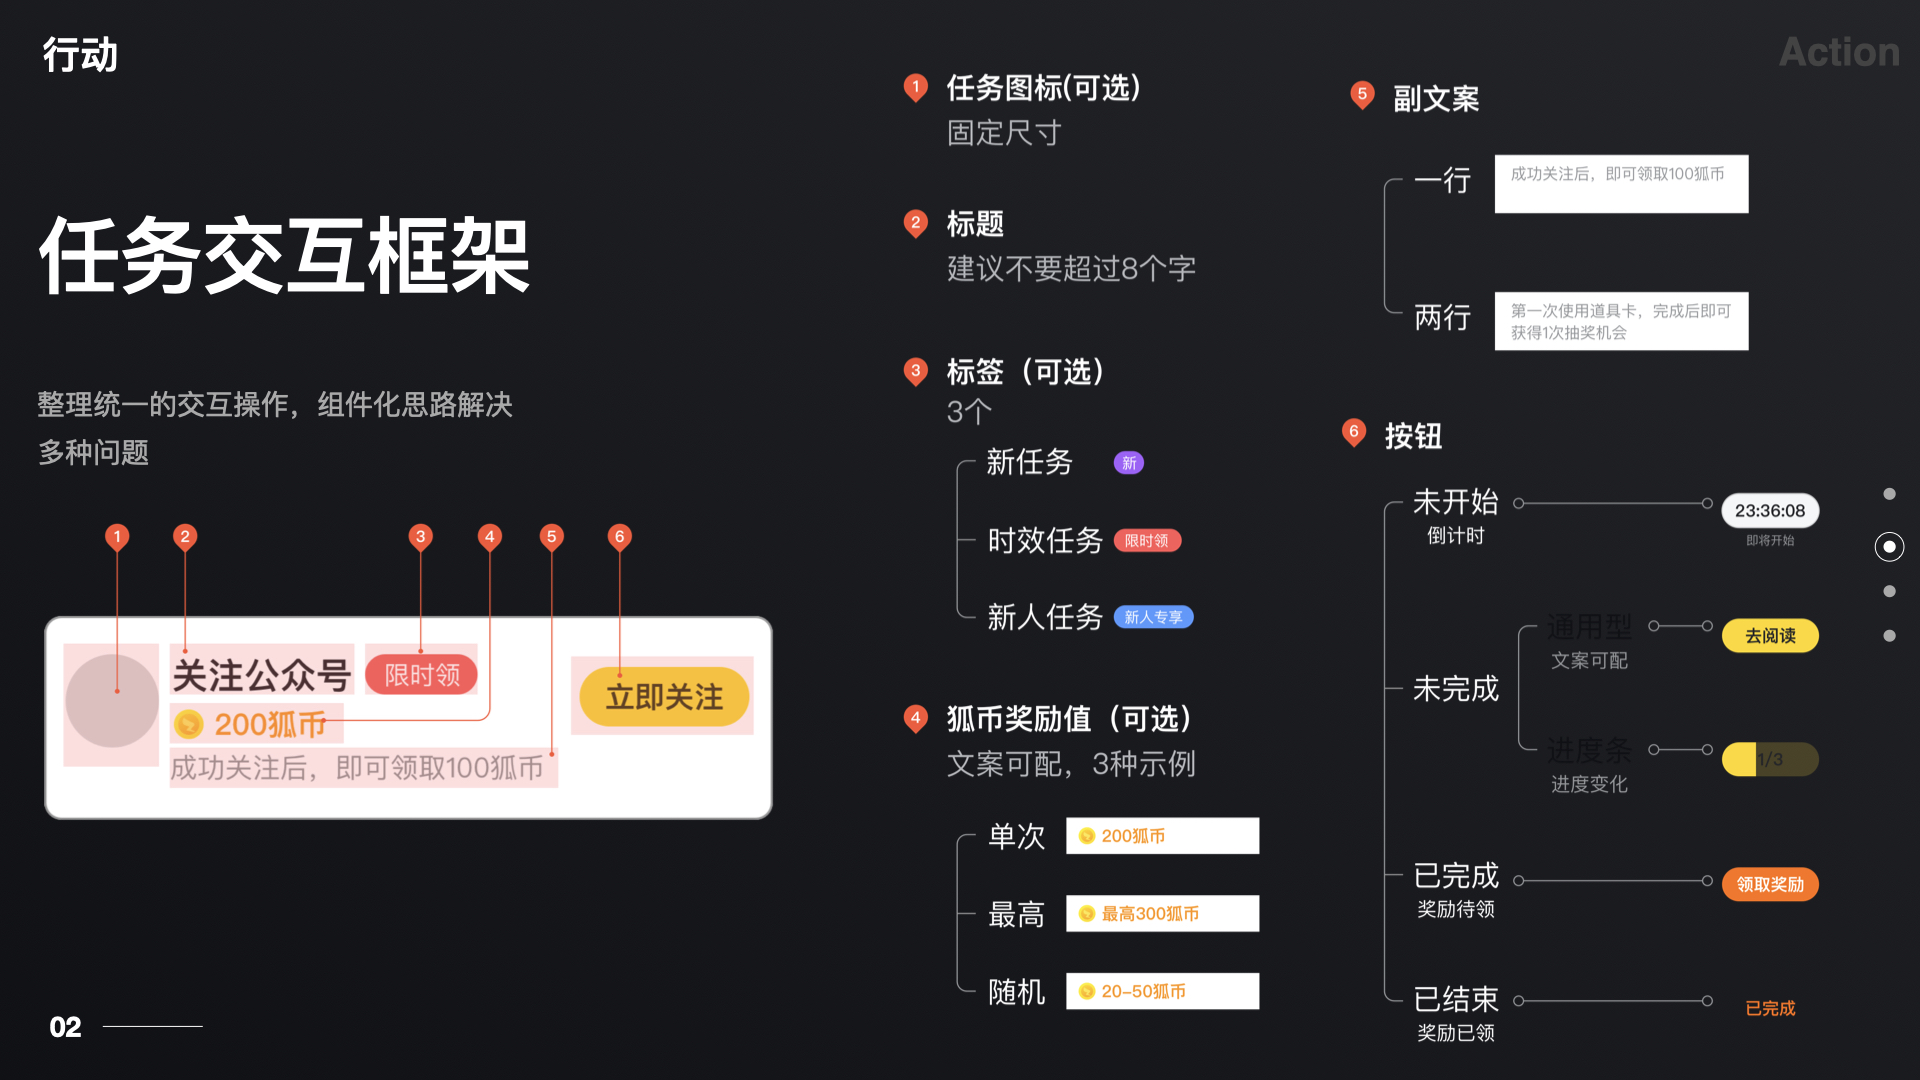 行动
Action
任务交互框架
整理统一的交互操作，组件化思路解决
多种问题
1
2
3
4
5
6
关注公众号
限时领
200狐币
成功关注后，即可领取100狐币
立即关注
02
1
任务图标(可选)
固定尺寸
2
标题
建议不要超过8个字
3
标签（可选）
3个
新任务
新
时效任务
限时领
新人任务
新人专享
4
狐币奖励值（可选）
文案可配，3种示例
单次
200狐币
最高
最高300狐币
随机
20-50狐币
5
副文案
一行
成功关注后，即可领取100狐币
两行
第一次使用道具卡，完成后即可
获得1次抽奖机会
6
按钮
未开始
倒计时
23:36:08
即将开始
未完成
通用型
文案可配
去阅读
进度条
进度变化
1/3
已完成
奖励待领
领取奖励
已结束
奖励已领
已完成